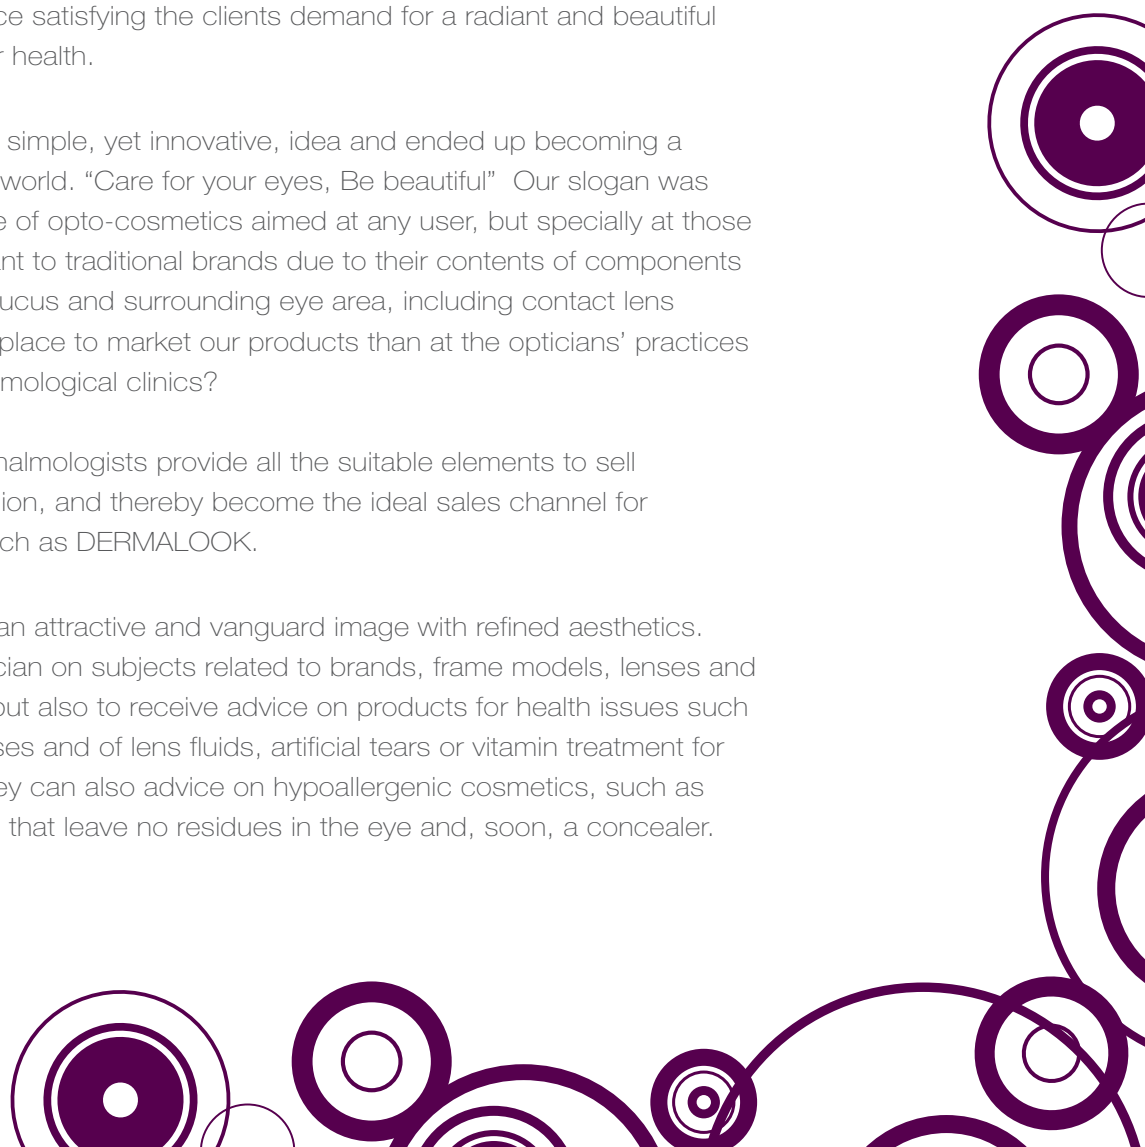 ce satisfying the clients demand for a radiant and beautiful
r health.
simple, yet innovative, idea and ended up becoming a
world. “Care for your eyes, Be beautiful”  Our slogan was
e of opto-cosmetics aimed at any user, but specially at those
nt to traditional brands due to their contents of components
ucus and surrounding eye area, including contact lens
place to market our products than at the opticians’ practices
mological clinics?
nalmologists provide all the suitable elements to sell
ion, and thereby become the ideal sales channel for
ch as DERMALOOK.
an attractive and vanguard image with refined aesthetics.
cian on subjects related to brands, frame models, lenses and
but also to receive advice on products for health issues such
ses and of lens fluids, artificial tears or vitamin treatment for
ey can also advice on hypoallergenic cosmetics, such as
that leave no residues in the eye and, soon, a concealer.